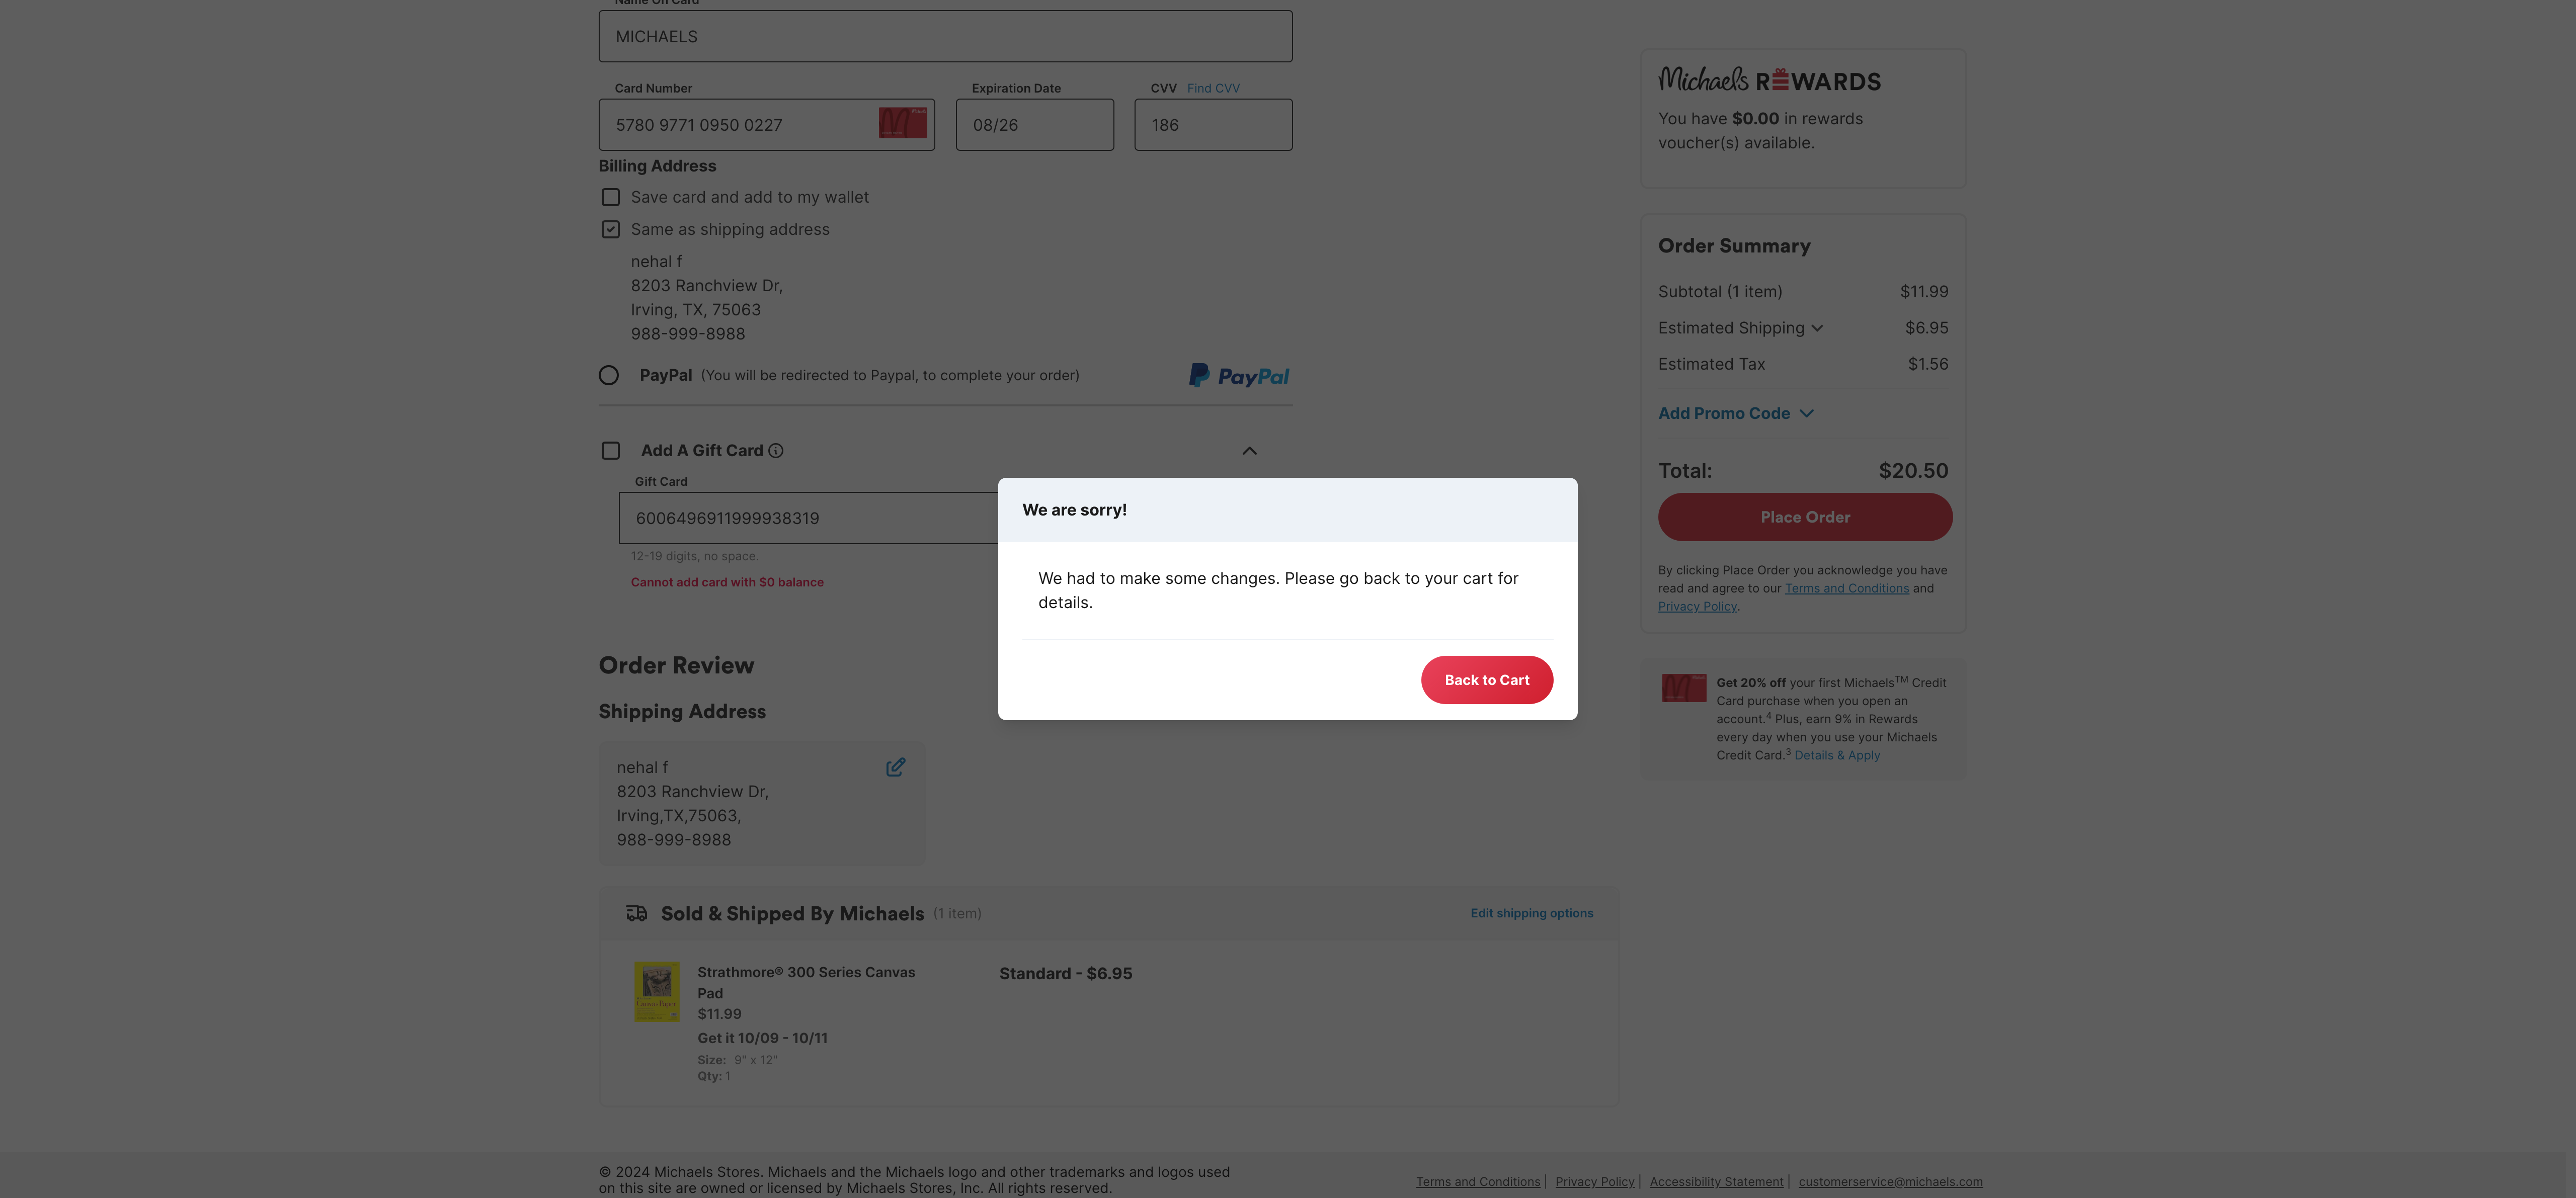 Name On Card
MICHAELS
Card Number
Expiration Date
CVV Find CVV
5780 9771 0950 0227
08/26
186
Billing Address
Save card and add to my wallet
Same as shipping address
nehal f
8203 Ranchview Dr,
Irving, TX, 75063
988-999-8988
PayPal (You will be redirected to Paypal, to complete your order)
PayPal
Add A Gift Card
Gift Card
6006496911999938319
12-19 digits, no space.
Cannot add card with $0 balance
Order Review
Shipping Address
nehal f
8203 Ranchview Dr,
Irving,TX,75063,
988-999-8988
Sold & Shipped By Michaels (1 item)
Edit shipping options
Strathmore® 300 Series Canvas
Pad
$11.99
Get it 10/09 - 10/11
Size: 9" x 12"
Qty: 1
Standard - $6.95
We are sorry!
We had to make some changes. Please go back to your cart for
details.
Back to Cart
Michaels REWARDS
You have $0.00 in rewards
voucher(s) available.
Order Summary
Subtotal (1 item) $11.99
Estimated Shipping $6.95
Estimated Tax $1.56
Add Promo Code
Total: $20.50
Place Order
By clicking Place Order you acknowledge you have
read and agree to our Terms and Conditions and
Privacy Policy.
Get 20% off your first Michaels™ Credit
Card purchase when you open an
account.4 Plus, earn 9% in Rewards
every day when you use your Michaels
Credit Card.3 Details & Apply
© 2024 Michaels Stores. Michaels and the Michaels logo and other trademarks and logos used
on this site are owned or licensed by Michaels Stores, Inc. All rights reserved.
Terms and Conditions | Privacy Policy | Accessibility Statement | customerservice@michaels.com